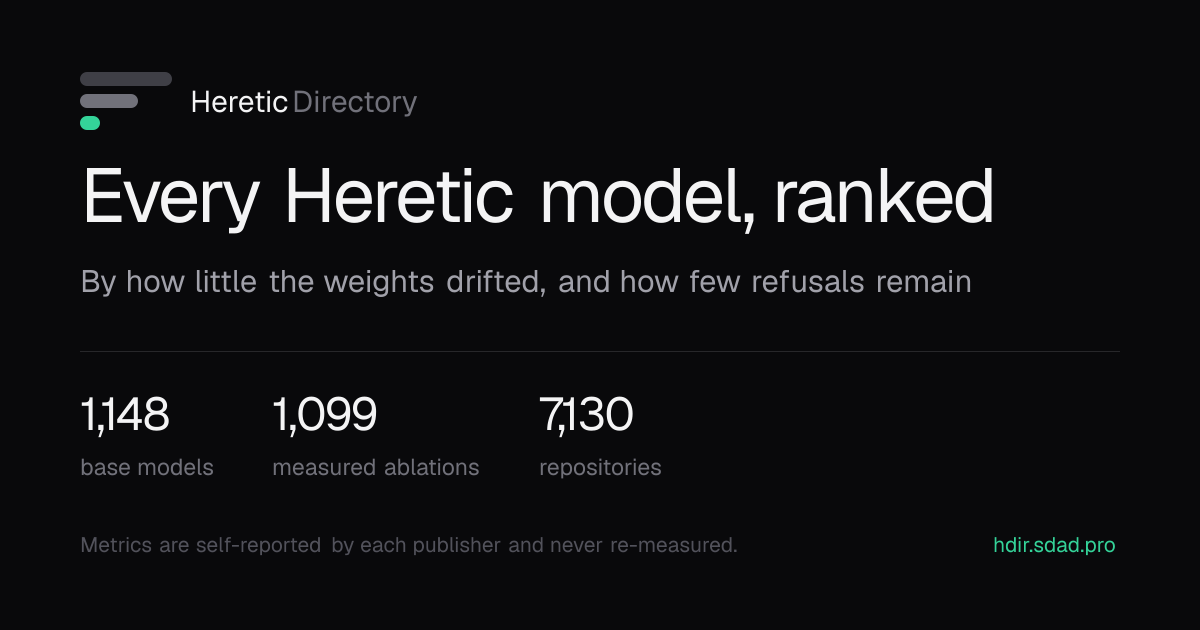 Heretic Directory
Every Heretic model, ranked
By how little the weights drifted, and how few refusals remain
1,148 1,099 7,130
base models measured ablations repositories
Metrics are self-reported by each publisher and never re-measured. hdir.sdad.pro